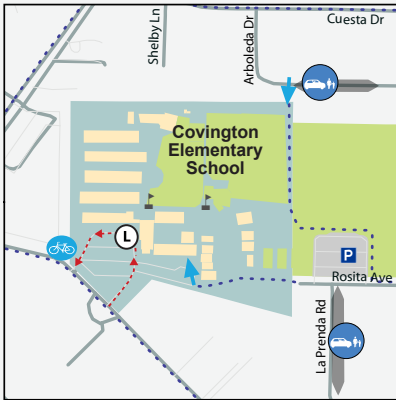 Cuesta Dr
Shelby Ln
Arboleda Dr
Covington
Elementary
School
L
P
Rosita Ave
La Prenda Rd